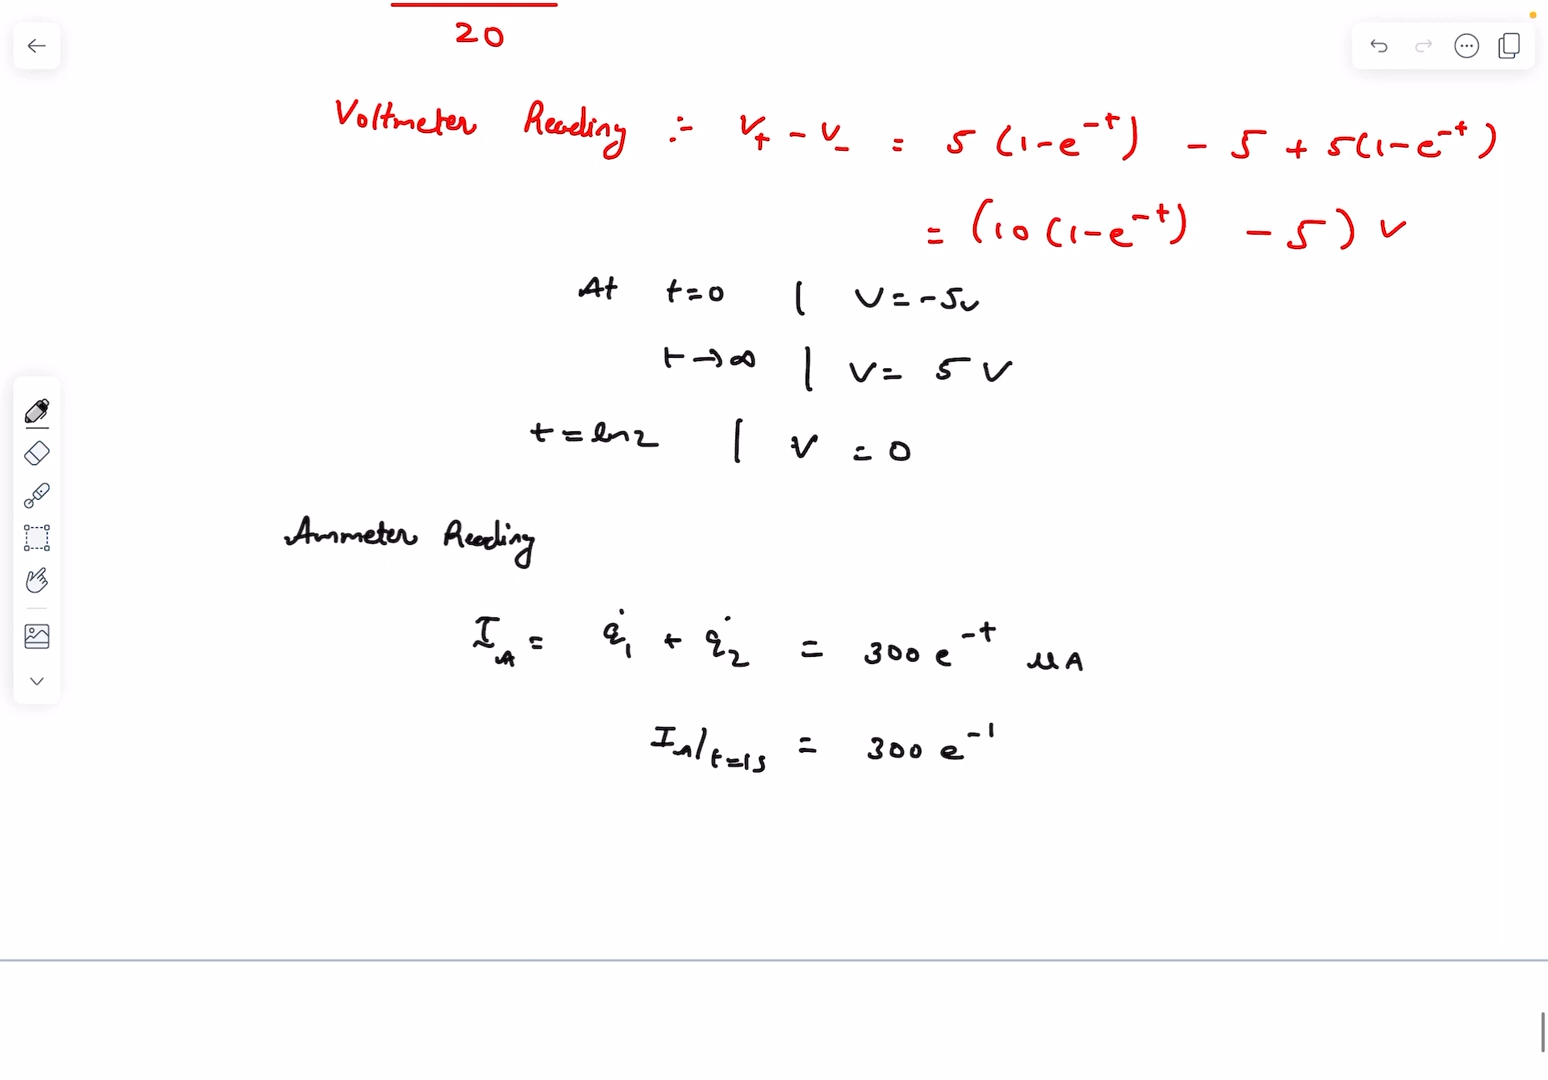 20
Voltmeter Reading :- V+ - V- = 5 (1-e^-t) - 5 + 5(1-e^-t)
= (10 (1-e^-t) - 5) V
At t=0 | V=-5v
t→∞ | V= 5 V
t=ln2 | V = 0
Ammeter Reading
I_A = q̇₁ + q̇₂ = 300 e^-t μA
I_A|t=1s = 300 e^-1